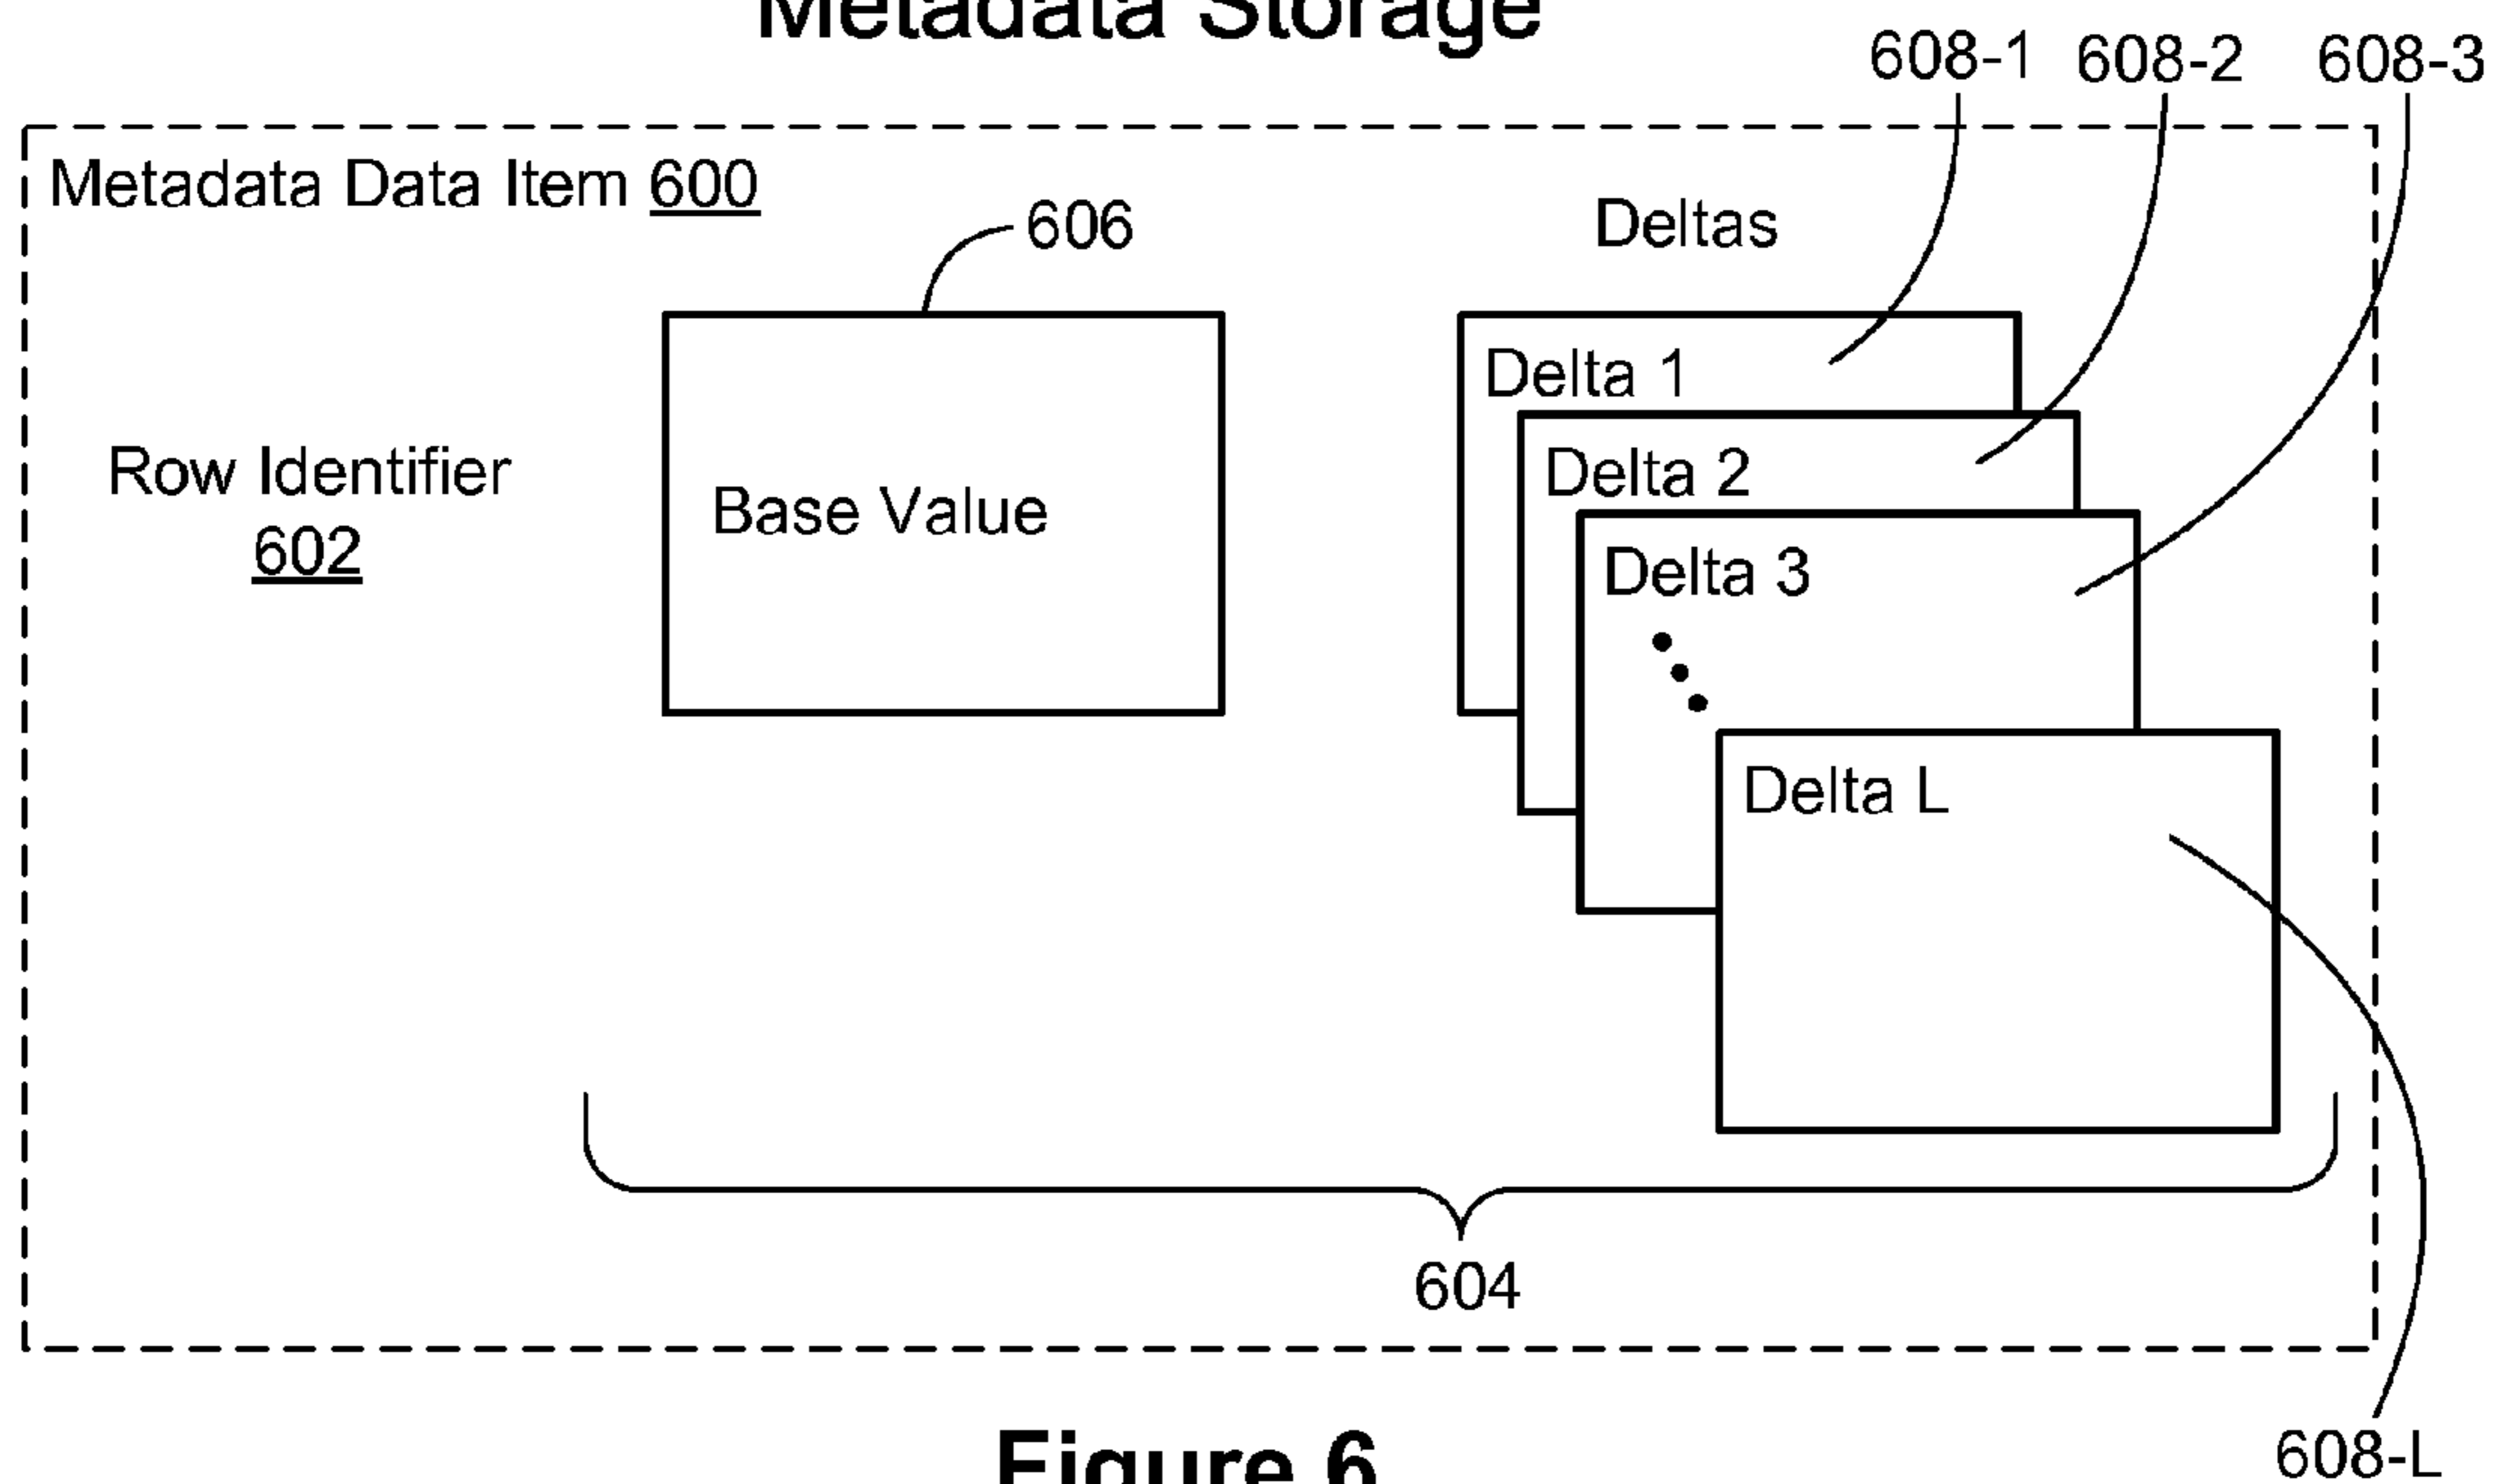 Metadata Storage
608-1 608-2 608-3
Metadata Data Item 600
606
Deltas
Delta 1
Row Identifier
602
Base Value
Delta 2
Delta 3
Delta L
604
Figure 6
608-L